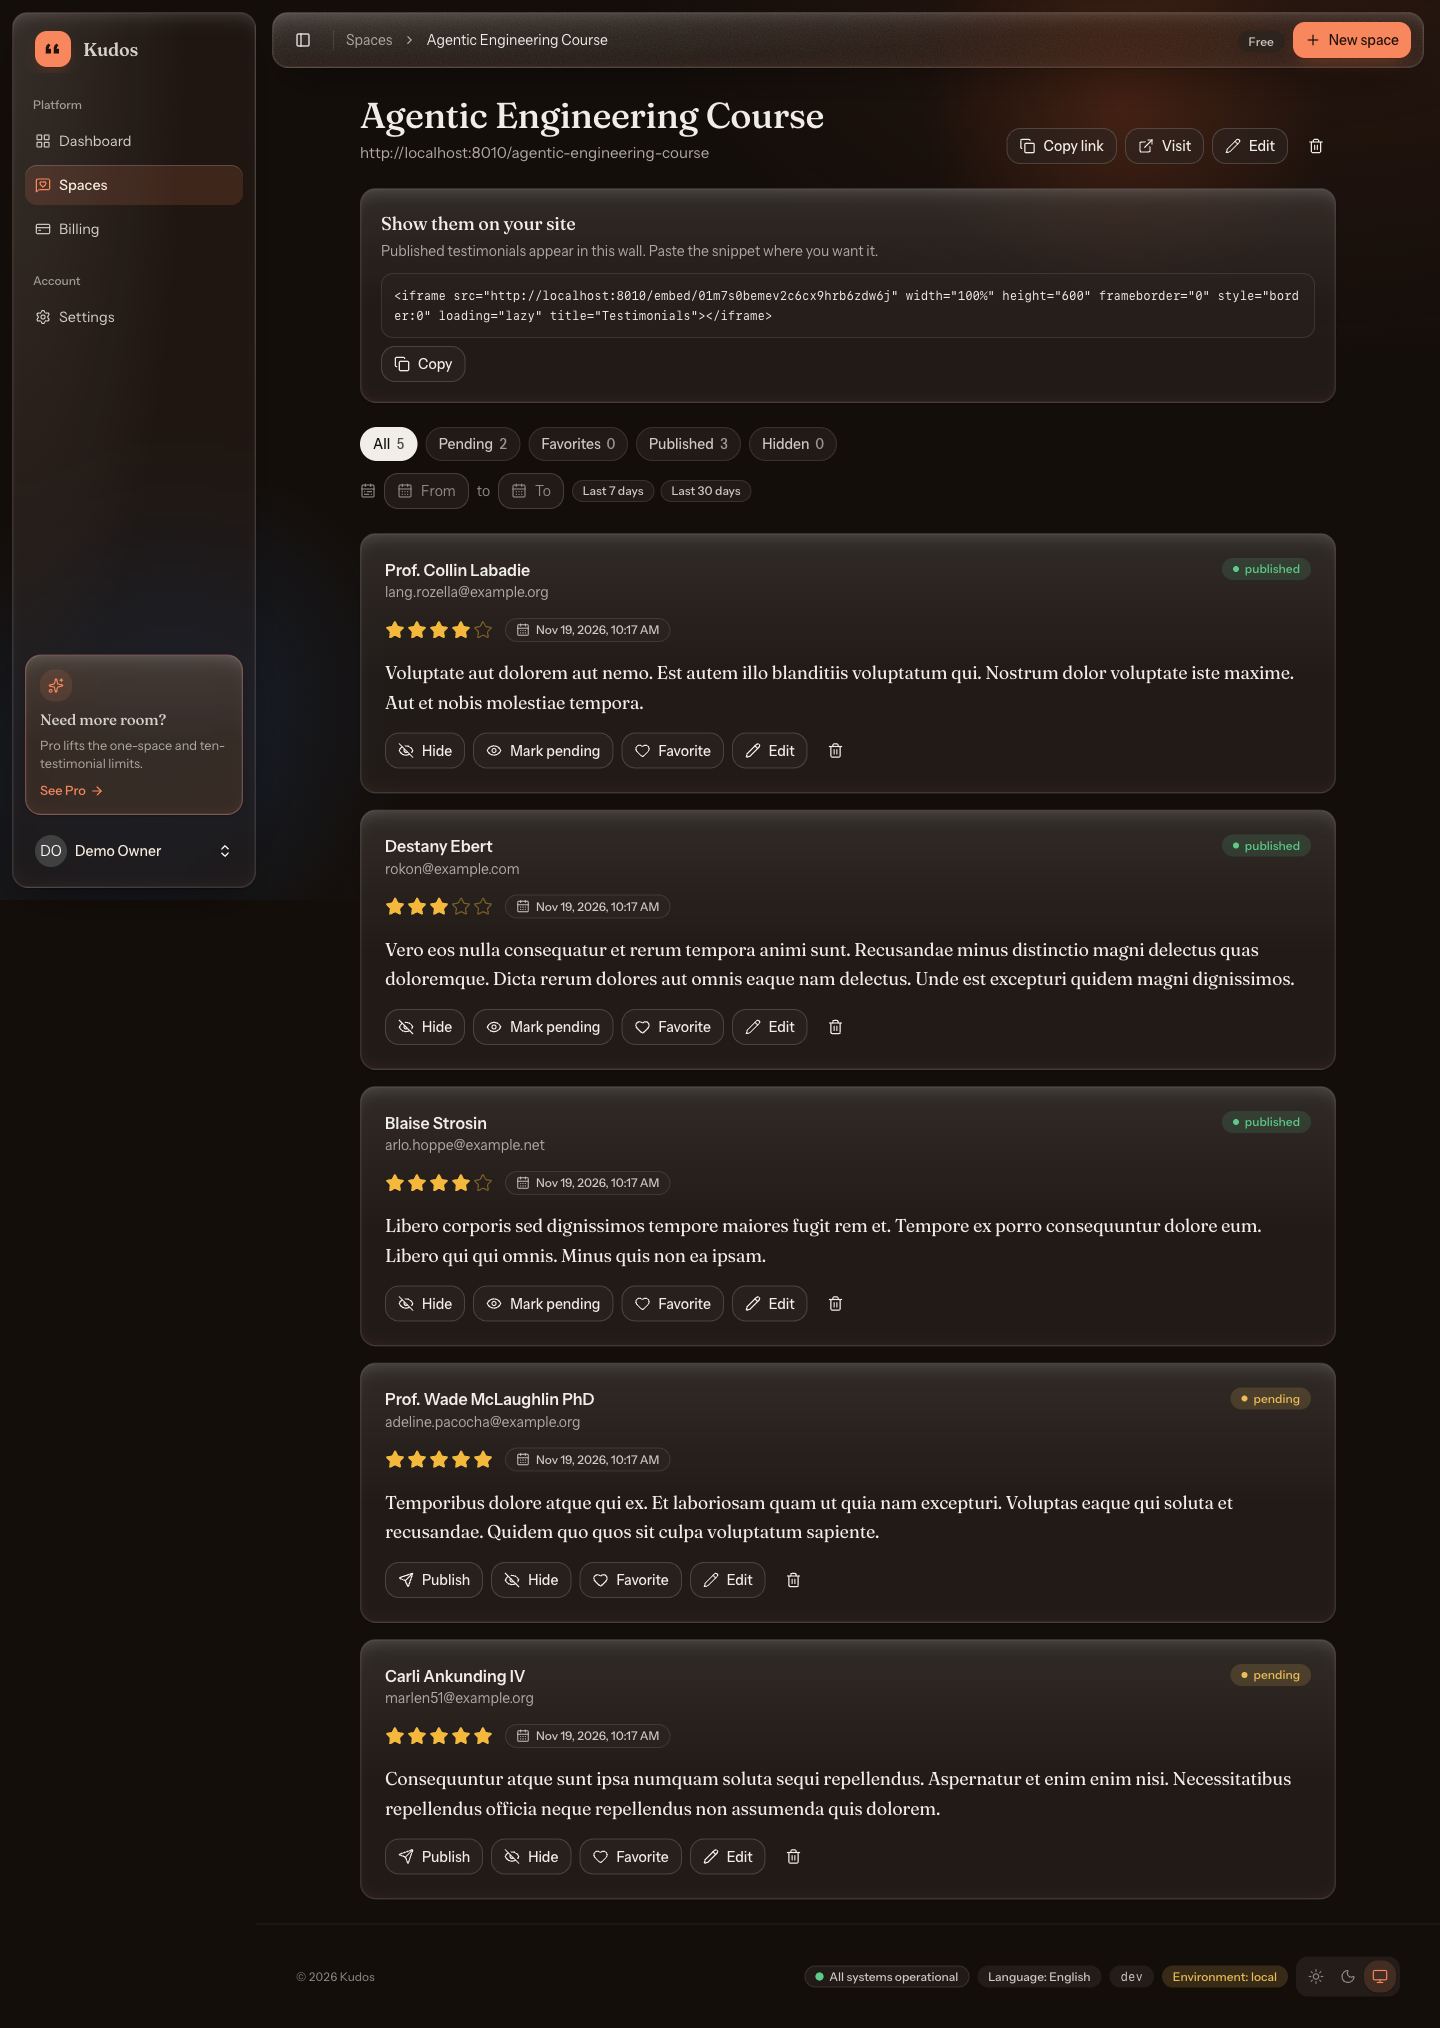 Kudos
Platform
Dashboard
Spaces
Billing
Account
Settings
Need more room?
Pro lifts the one-space and ten-
testimonial limits.
See Pro
DO Demo Owner
Spaces > Agentic Engineering Course
Free
New space
Agentic Engineering Course
http://localhost:8010/agentic-engineering-course
Copy link
Visit
Edit
Show them on your site
Published testimonials appear in this wall. Paste the snippet where you want it.
<iframe src="http://localhost:8010/embed/01m7s0bemev2c6cx9hrb6zdw6j" width="100%" height="600" frameborder="0" style="bord
er:0" loading="lazy" title="Testimonials"></iframe>
Copy
All 5 Pending 2 Favorites 0 Published 3 Hidden 0
From to To Last 7 days Last 30 days
Prof. Collin Labadie
published
lang.rozella@example.org
Nov 19, 2026, 10:17 AM
Voluptate aut dolorem aut nemo. Est autem illo blanditiis voluptatum qui. Nostrum dolor voluptate iste maxime.
Aut et nobis molestiae tempora.
Hide Mark pending Favorite Edit
Destany Ebert
published
rokon@example.com
Nov 19, 2026, 10:17 AM
Vero eos nulla consequatur et rerum tempora animi sunt. Recusandae minus distinctio magni delectus quas
doloremque. Dicta rerum dolores aut omnis eaque nam delectus. Unde est excepturi quidem magni dignissimos.
Hide Mark pending Favorite Edit
Blaise Strosin
published
arlo.hoppe@example.net
Nov 19, 2026, 10:17 AM
Libero corporis sed dignissimos tempore maiores fugit rem et. Tempore ex porro consequuntur dolore eum.
Libero qui qui omnis. Minus quis non ea ipsam.
Hide Mark pending Favorite Edit
Prof. Wade McLaughlin PhD
pending
adeline.pacocha@example.org
Nov 19, 2026, 10:17 AM
Temporibus dolore atque qui ex. Et laboriosam quam ut quia nam excepturi. Voluptas eaque qui soluta et
recusandae. Quidem quo quos sit culpa voluptatum sapiente.
Publish Hide Favorite Edit
Carli Ankunding IV
pending
marlen51@example.org
Nov 19, 2026, 10:17 AM
Consequuntur atque sunt ipsa numquam soluta sequi repellendus. Aspernatur et enim enim nisi. Necessitatibus
repellendus officia neque repellendus non assumenda quis dolorem.
Publish Hide Favorite Edit
© 2026 Kudos
All systems operational
Language: English
dev
Environment: local